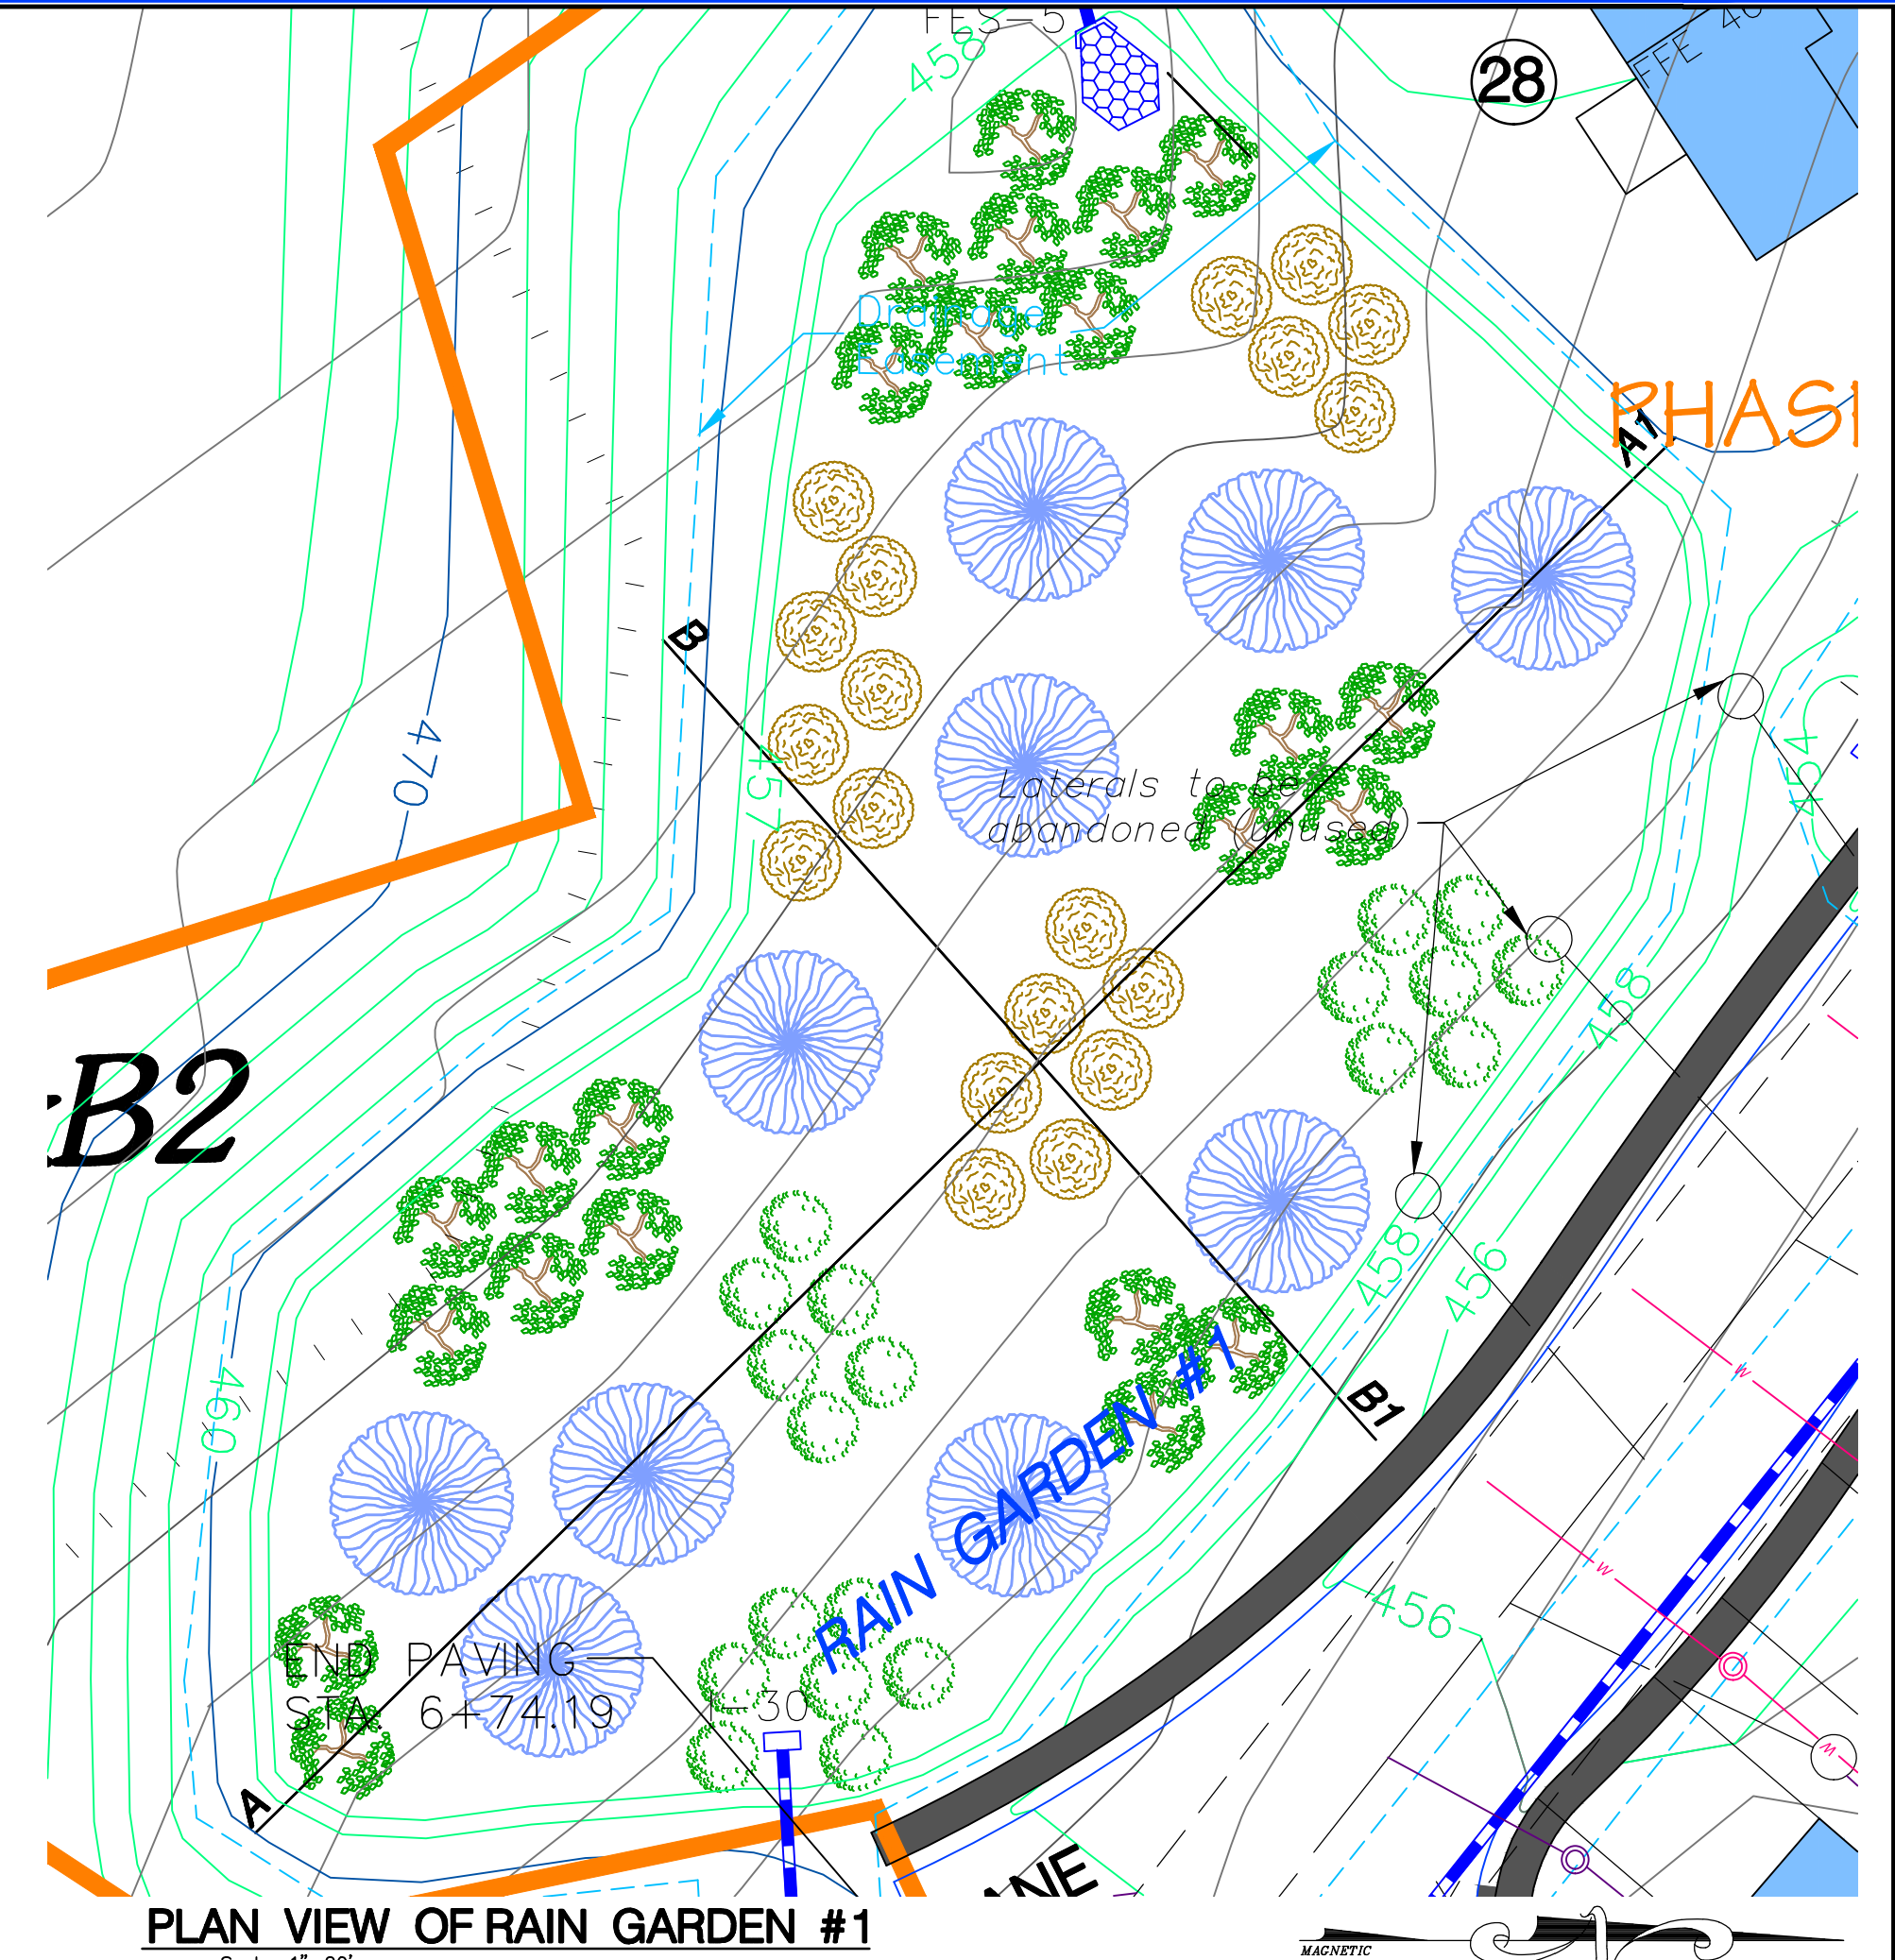 FES-5
458
28
FFE
Drainage
Easement
PHAS
A1
B
470
457
Laterals to be
abandoned (unused)
454
458
B2
458
456
460
B1
RAIN GARDEN #1
W
W
456
END PAVING
STA. 6+74.19
I-30
W
A
ANE
PLAN VIEW OF RAIN GARDEN #1
MAGNETIC